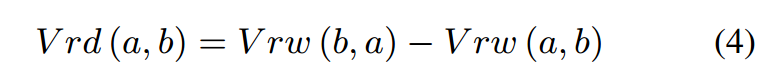 Vrd (a, b) = Vrw (b, a) − Vrw (a, b) (4)